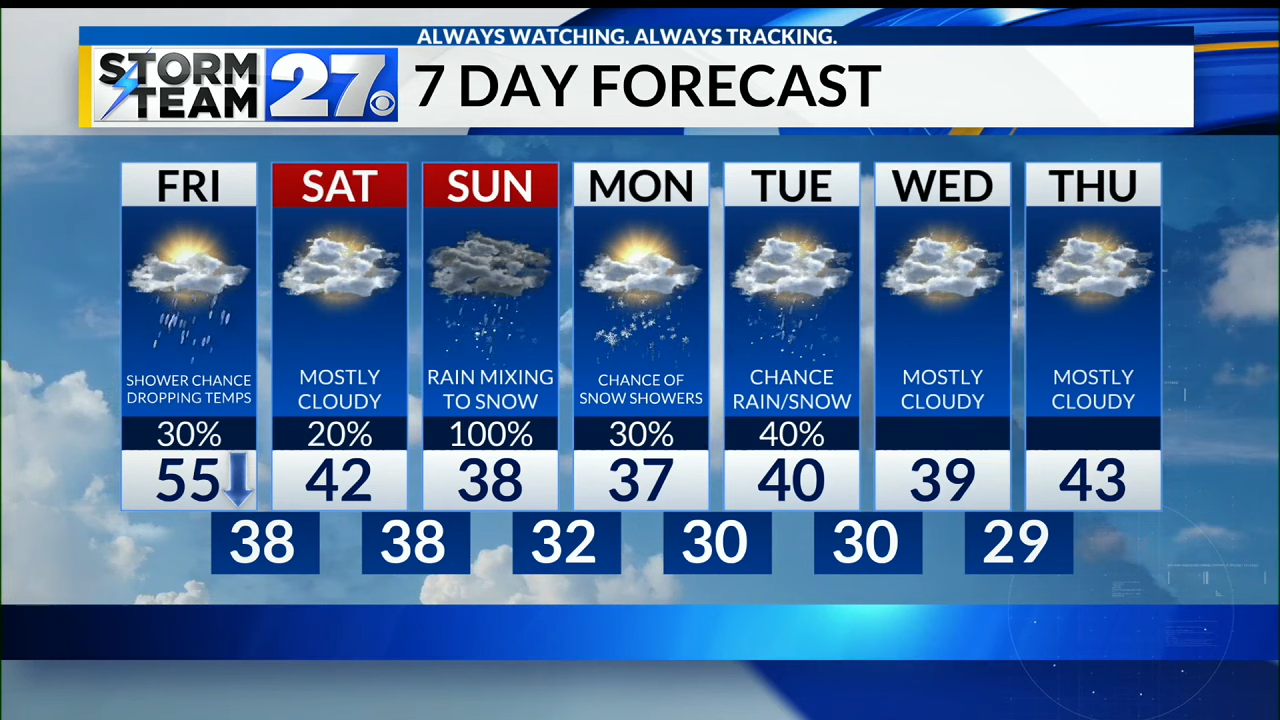 ALWAYS WATCHING. ALWAYS TRACKING.
STORM
TEAM
27
7 DAY FORECAST
FRI
SAT
SUN
MON
TUE
WED
THU
SHOWER CHANCE
DROPPING TEMPS
MOSTLY
CLOUDY
RAIN MIXING
TO SNOW
CHANCE OF
SNOW SHOWERS
CHANCE
RAIN/SNOW
MOSTLY
CLOUDY
MOSTLY
CLOUDY
30%
20%
100%
30%
40%
55
42
38
37
40
39
43
38
38
32
30
30
29